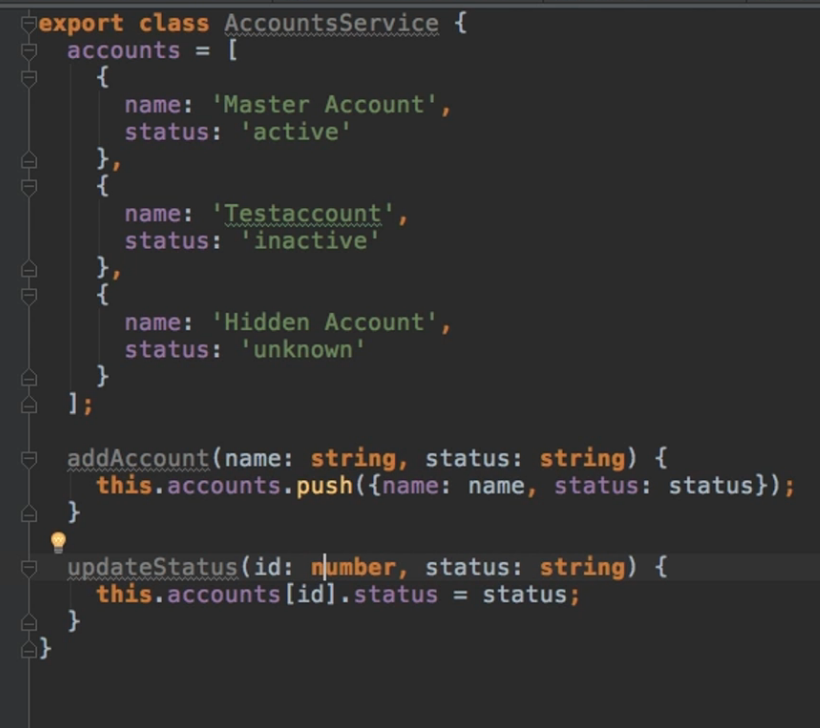 export class AccountsService {
  accounts = [
    {
      name: 'Master Account',
      status: 'active'
    },
    {
      name: 'Testaccount',
      status: 'inactive'
    },
    {
      name: 'Hidden Account',
      status: 'unknown'
    }
  ];

  addAccount(name: string, status: string) {
    this.accounts.push({name: name, status: status});
  }

  updateStatus(id: number, status: string) {
    this.accounts[id].status = status;
  }
}